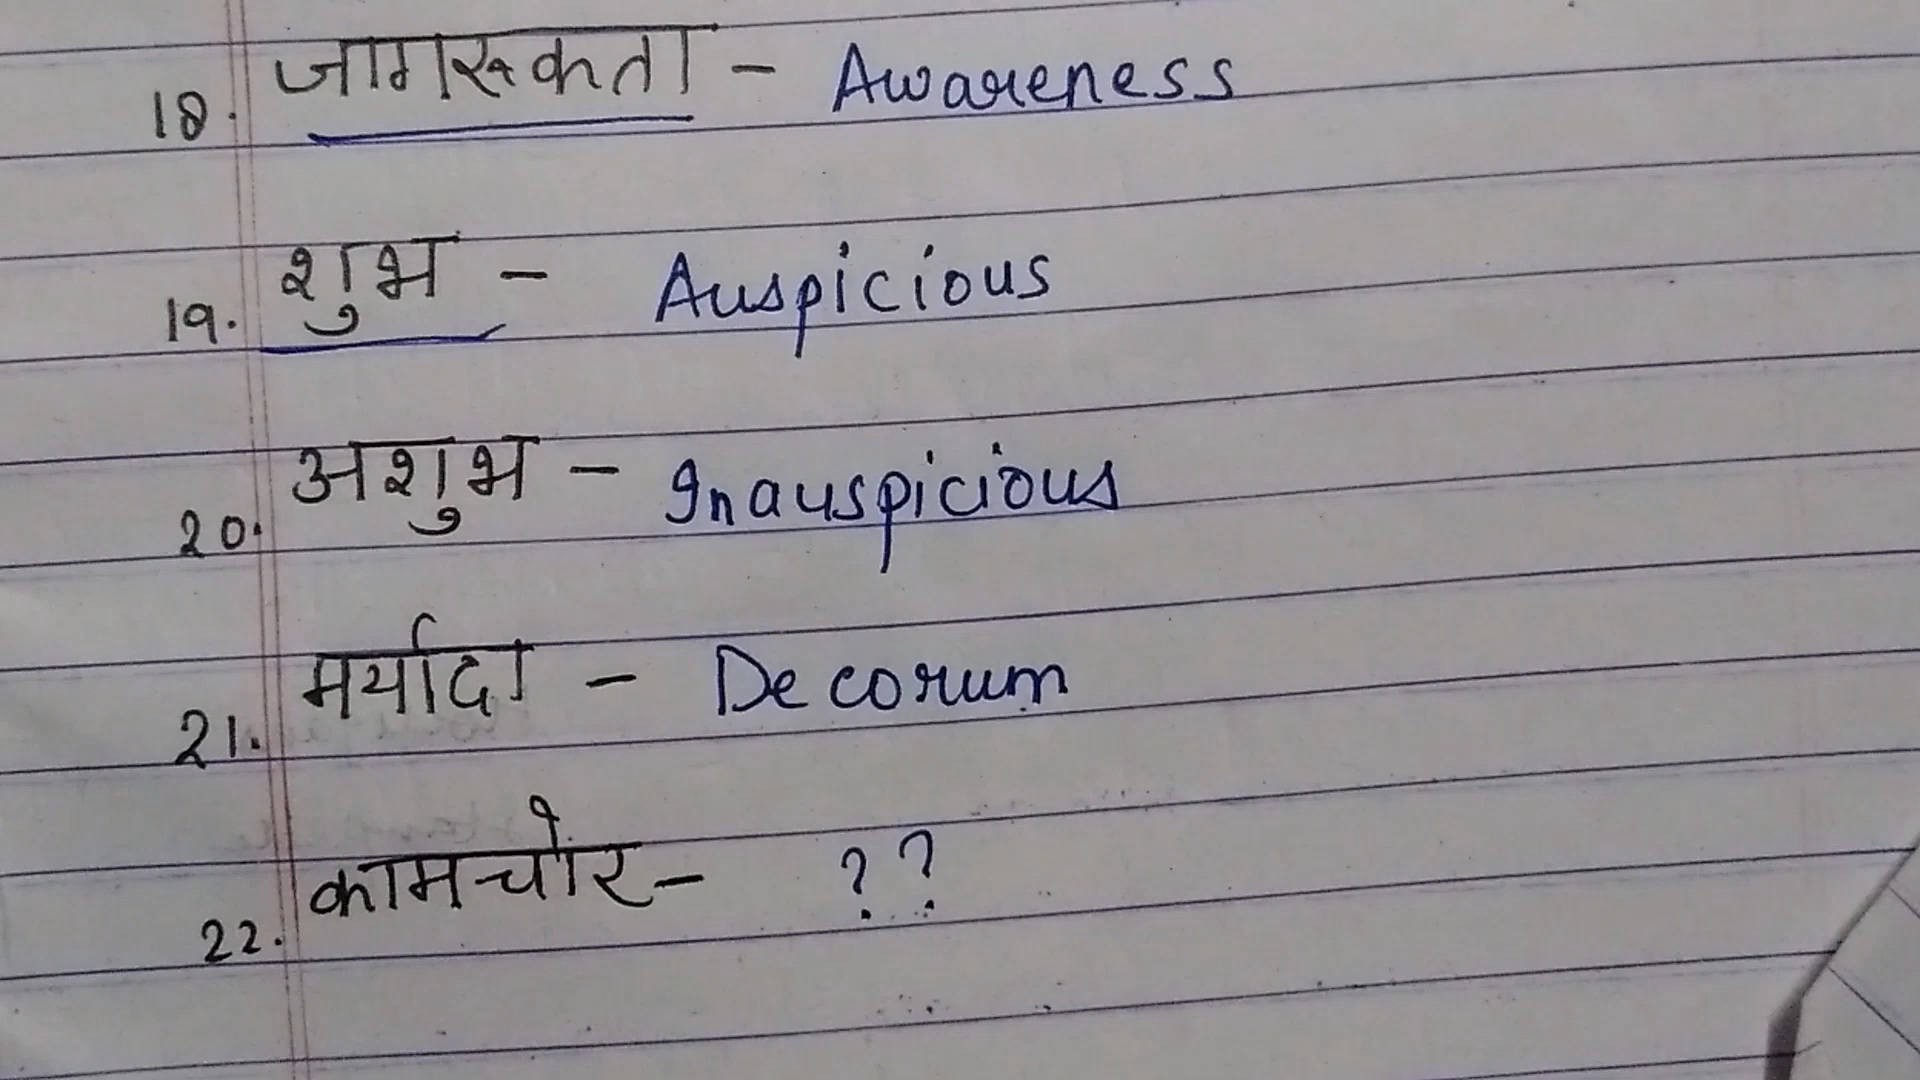 18. जागरूकता - Awareness
19. शुभ - Auspicious
20. अशुभ - Inauspicious
21. मर्यादा - Decorum
22. कामचोर - ??